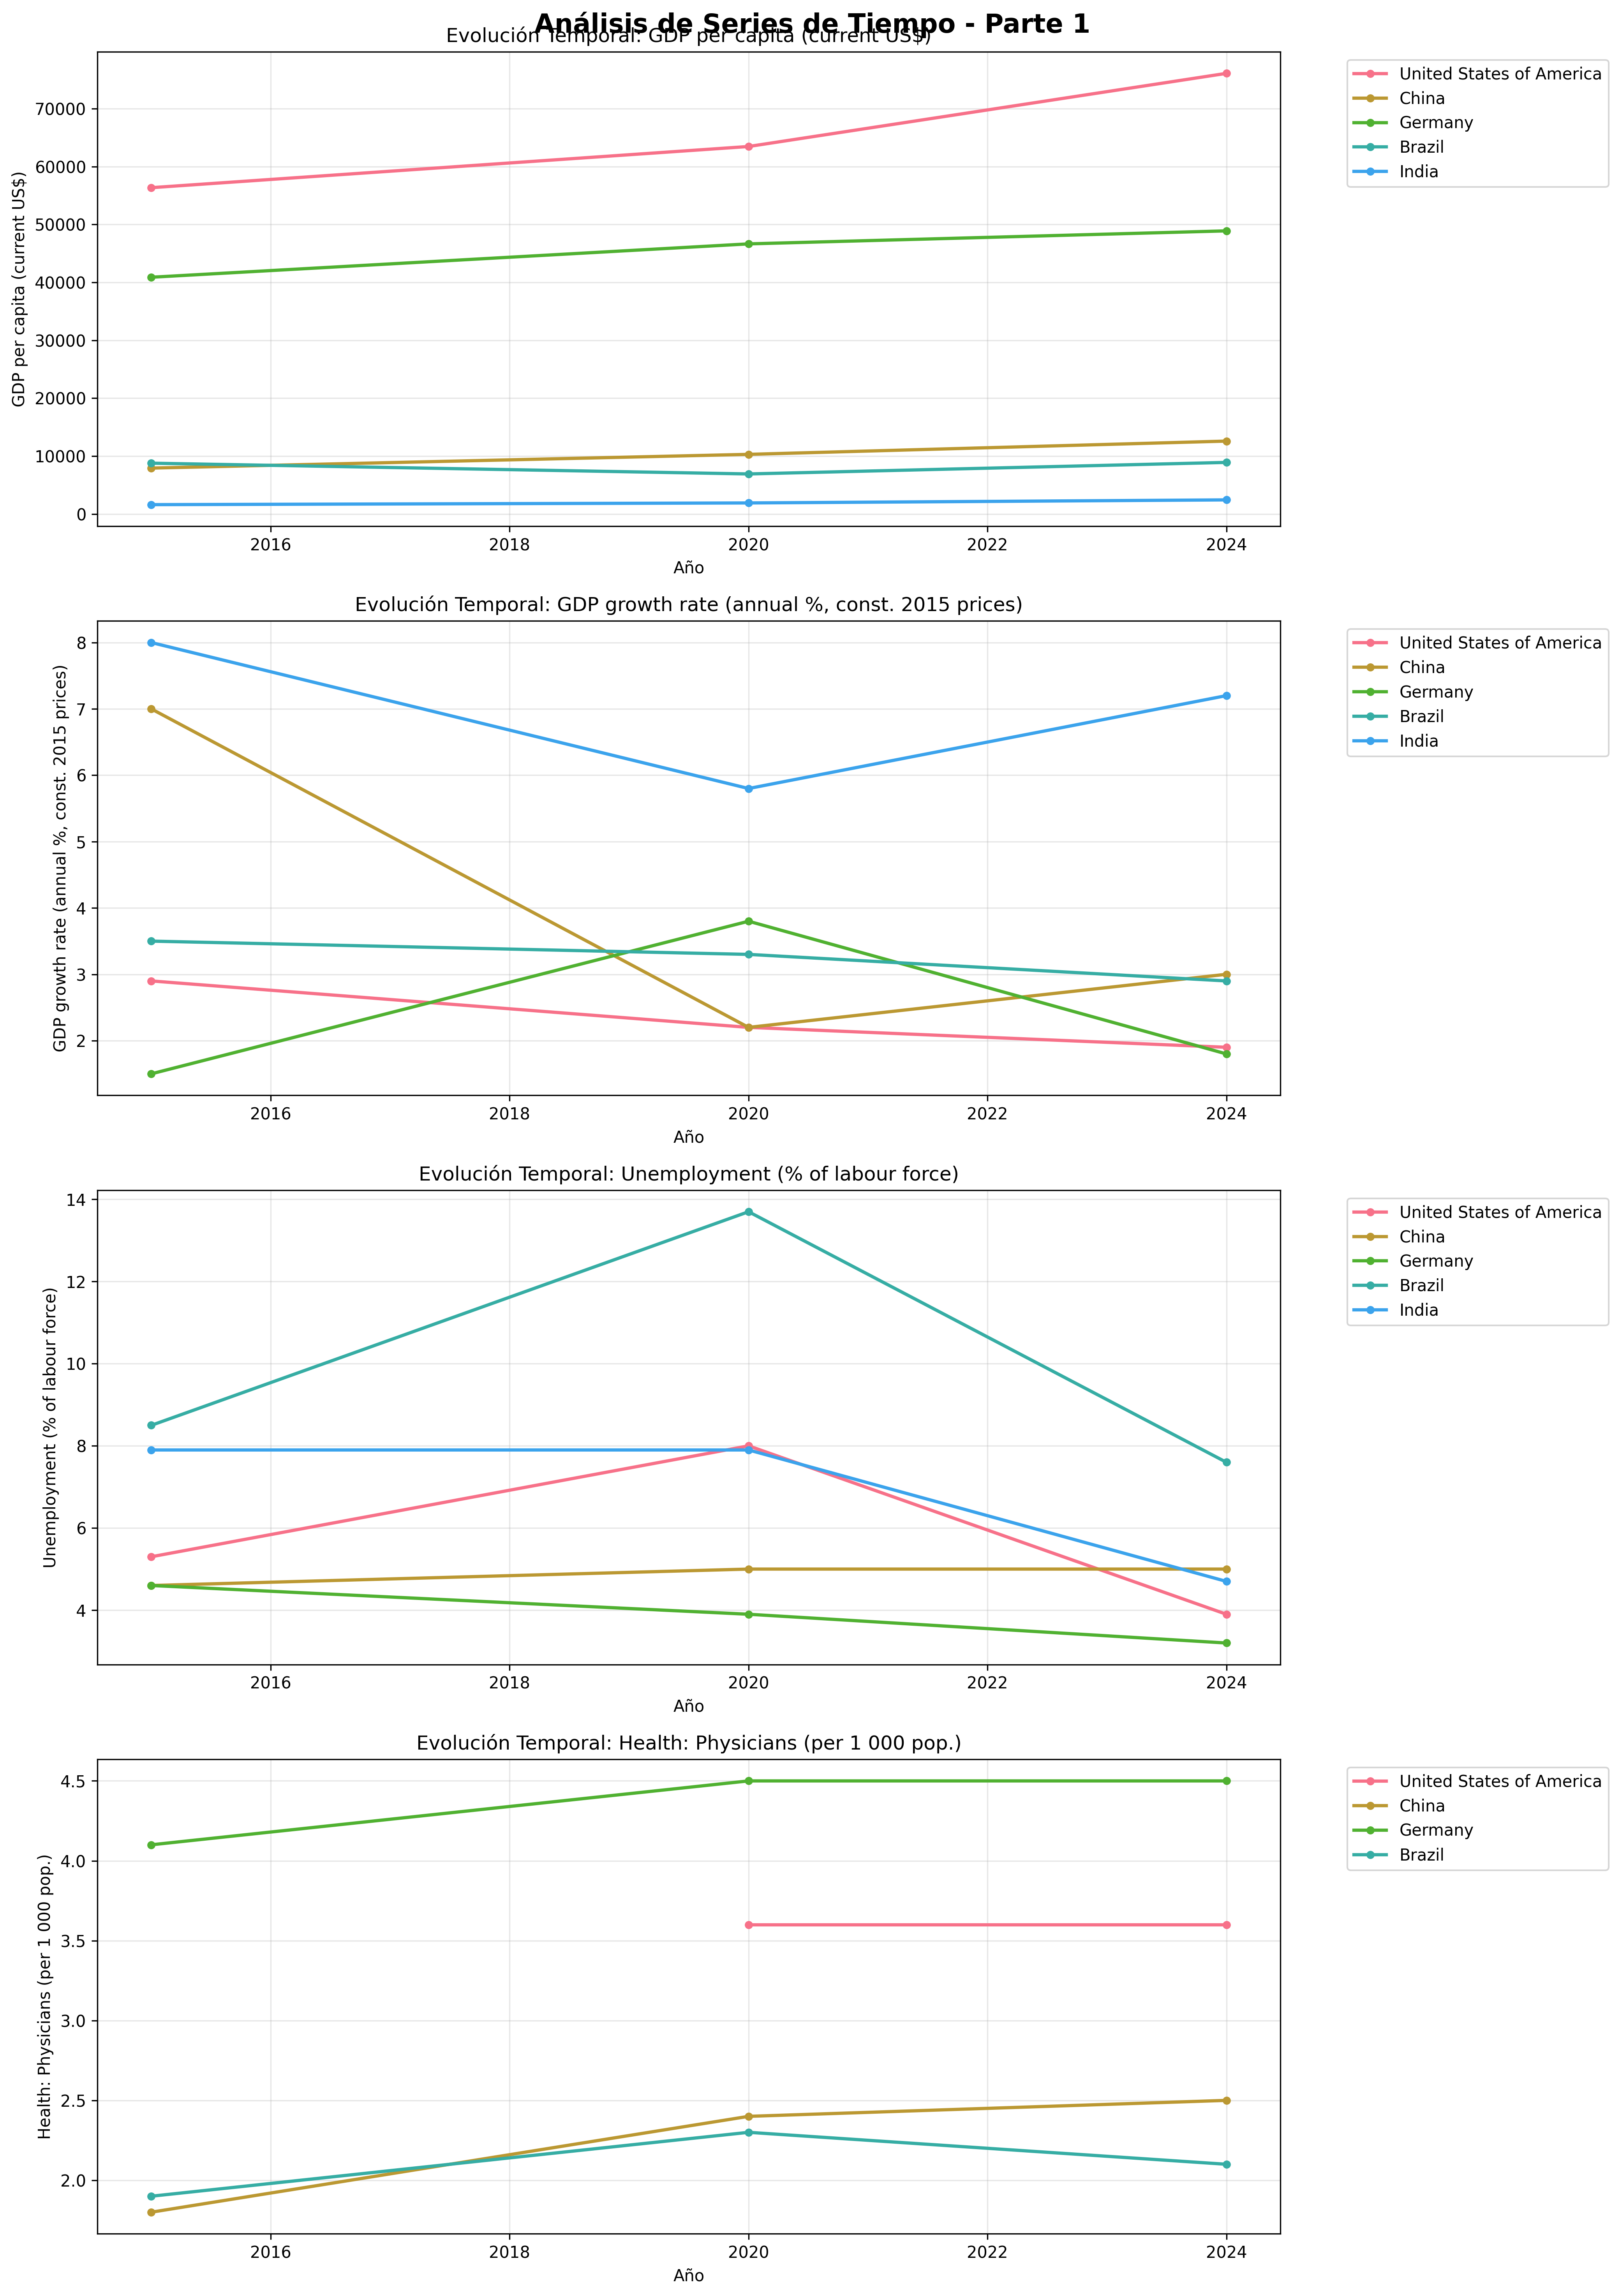 Análisis de Series de Tiempo - Parte 1
Evolución Temporal: GDP per capita (current US$)
GDP per capita (current US$)
70000
60000
50000
40000
30000
20000
10000
0
2016 2018 2020 2022 2024
Año
United States of America
China
Germany
Brazil
India
Evolución Temporal: GDP growth rate (annual %, const. 2015 prices)
GDP growth rate (annual %, const. 2015 prices)
8
7
6
5
4
3
2
2016 2018 2020 2022 2024
Año
United States of America
China
Germany
Brazil
India
Evolución Temporal: Unemployment (% of labour force)
Unemployment (% of labour force)
14
12
10
8
6
4
2016 2018 2020 2022 2024
Año
United States of America
China
Germany
Brazil
India
Evolución Temporal: Health: Physicians (per 1 000 pop.)
Health: Physicians (per 1 000 pop.)
4.5
4.0
3.5
3.0
2.5
2.0
2016 2018 2020 2022 2024
Año
United States of America
China
Germany
Brazil